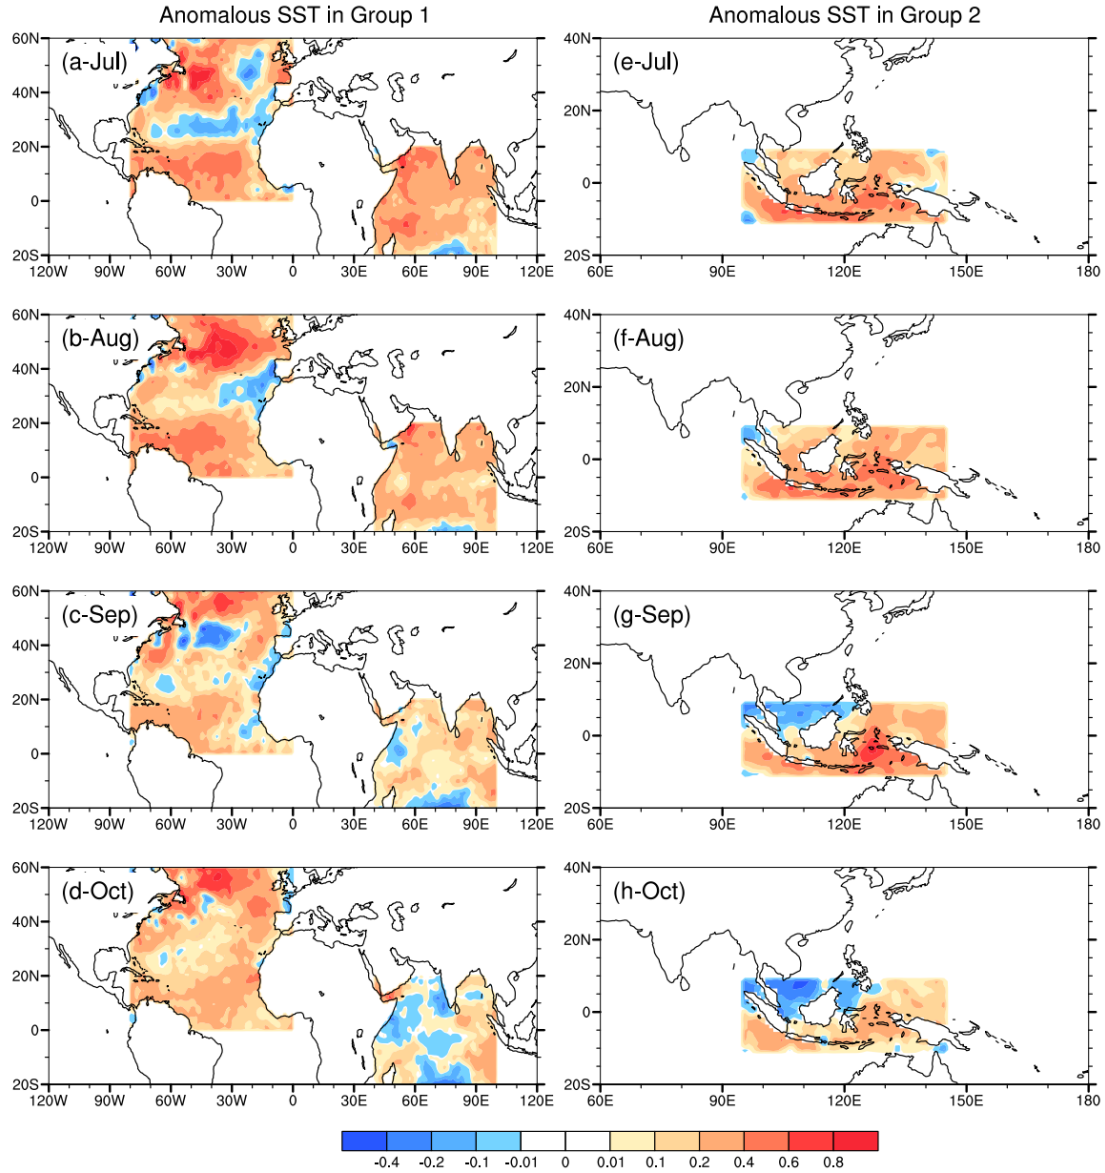 Anomalous SST in Group 1
Anomalous SST in Group 2
60N
(a-Jul)
40N
20N
0
20S
120W 90W 60W 30W 0 30E 60E 90E 120E
40N
(e-Jul)
20N
0
20S
60E 90E 120E 150E 180
60N
(b-Aug)
40N
20N
0
20S
120W 90W 60W 30W 0 30E 60E 90E 120E
40N
(f-Aug)
20N
0
20S
60E 90E 120E 150E 180
60N
(c-Sep)
40N
20N
0
20S
120W 90W 60W 30W 0 30E 60E 90E 120E
40N
(g-Sep)
20N
0
20S
60E 90E 120E 150E 180
60N
(d-Oct)
40N
20N
0
20S
120W 90W 60W 30W 0 30E 60E 90E 120E
40N
(h-Oct)
20N
0
20S
60E 90E 120E 150E 180
-0.4 -0.2 -0.1 -0.01 0 0.01 0.1 0.2 0.4 0.6 0.8